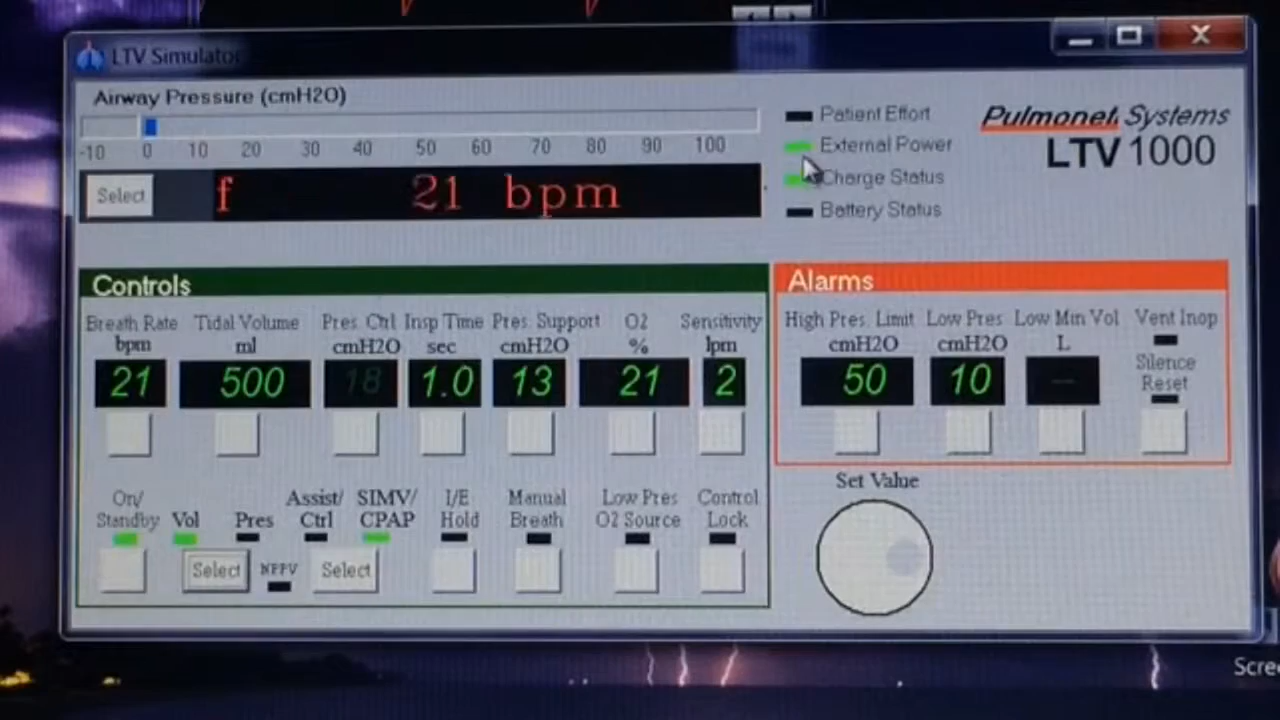 LTV Simulator
Airway Pressure (cmH2O)
-10 0 10 20 30 40 50 60 70 80 90 100
Select
f 21 bpm
Patient Effort
External Power
Charge Status
Battery Status
Pulmonet Systems
LTV 1000
Controls
Breath Rate Tidal Volume Pres. Ctrl Insp Time Pres. Support O2 Sensitivity
bpm ml cmH2O sec cmH2O % lpm
21 500 18 1.0 13 21 2
On/ Assist/ SIMV/ I/E Manual Low Pres Control
Standby Vol Pres Ctrl CPAP Hold Breath O2 Source Lock
Select NPPV Select
Alarms
High Pres. Limit Low Pres Low Min Vol Vent Inop
cmH2O cmH2O L
Silence
Reset
50 10 --
Set Value
Scree